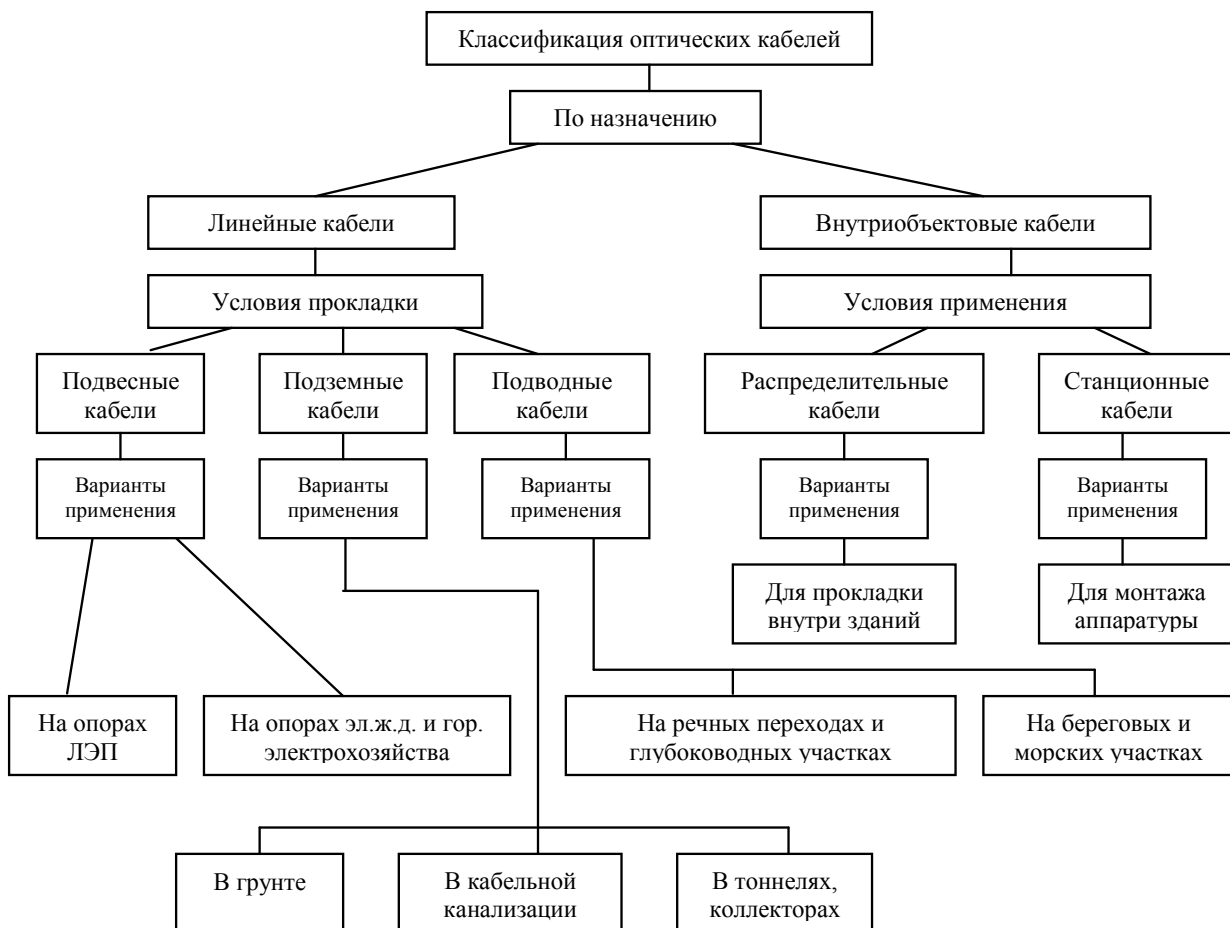 Классификация оптических кабелей
По назначению
Линейные кабели
Внутриобъектовые кабели
Условия прокладки
Условия применения
Подвесные
кабели
Подземные
кабели
Подводные
кабели
Распределительные
кабели
Станционные
кабели
Варианты
применения
Варианты
применения
Варианты
применения
Варианты
применения
Варианты
применения
Для прокладки
внутри зданий
Для монтажа
аппаратуры
На опорах
ЛЭП
На опорах эл.ж.д. и гор.
электрохозяйства
На речных переходах и
глубоководных участках
На береговых и
морских участках
В грунте
В кабельной
канализации
В тоннелях,
коллекторах